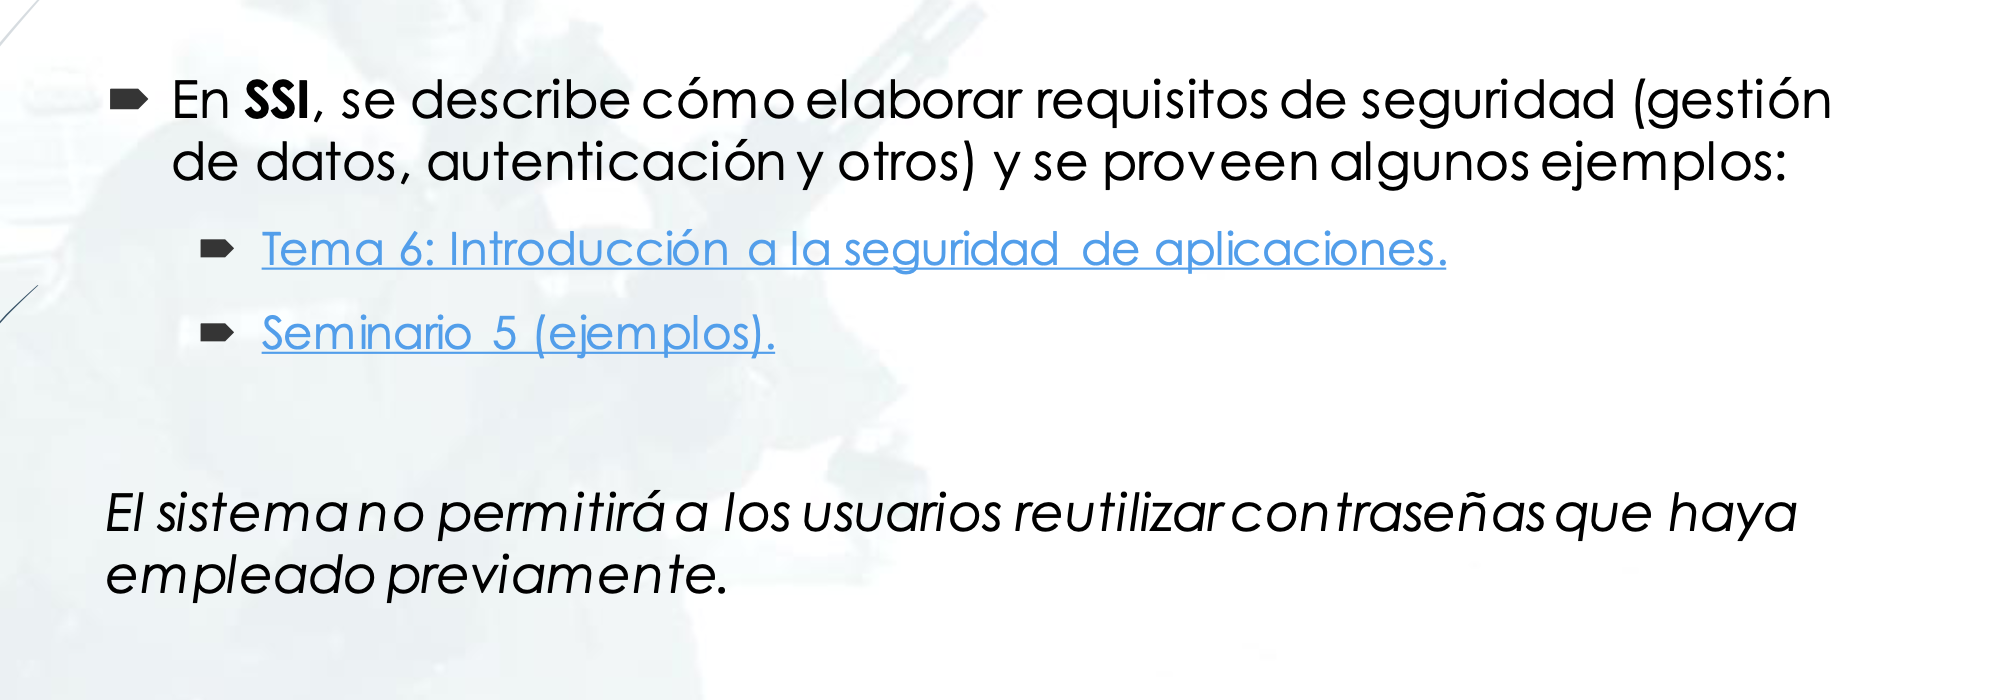 En SSI, se describe cómo elaborar requisitos de seguridad (gestión
de datos, autenticación y otros) y se proveen algunos ejemplos:
Tema 6: Introducción a la seguridad de aplicaciones.
Seminario 5 (ejemplos).
El sistema no permitirá a los usuarios reutilizar contraseñas que haya
empleado previamente.